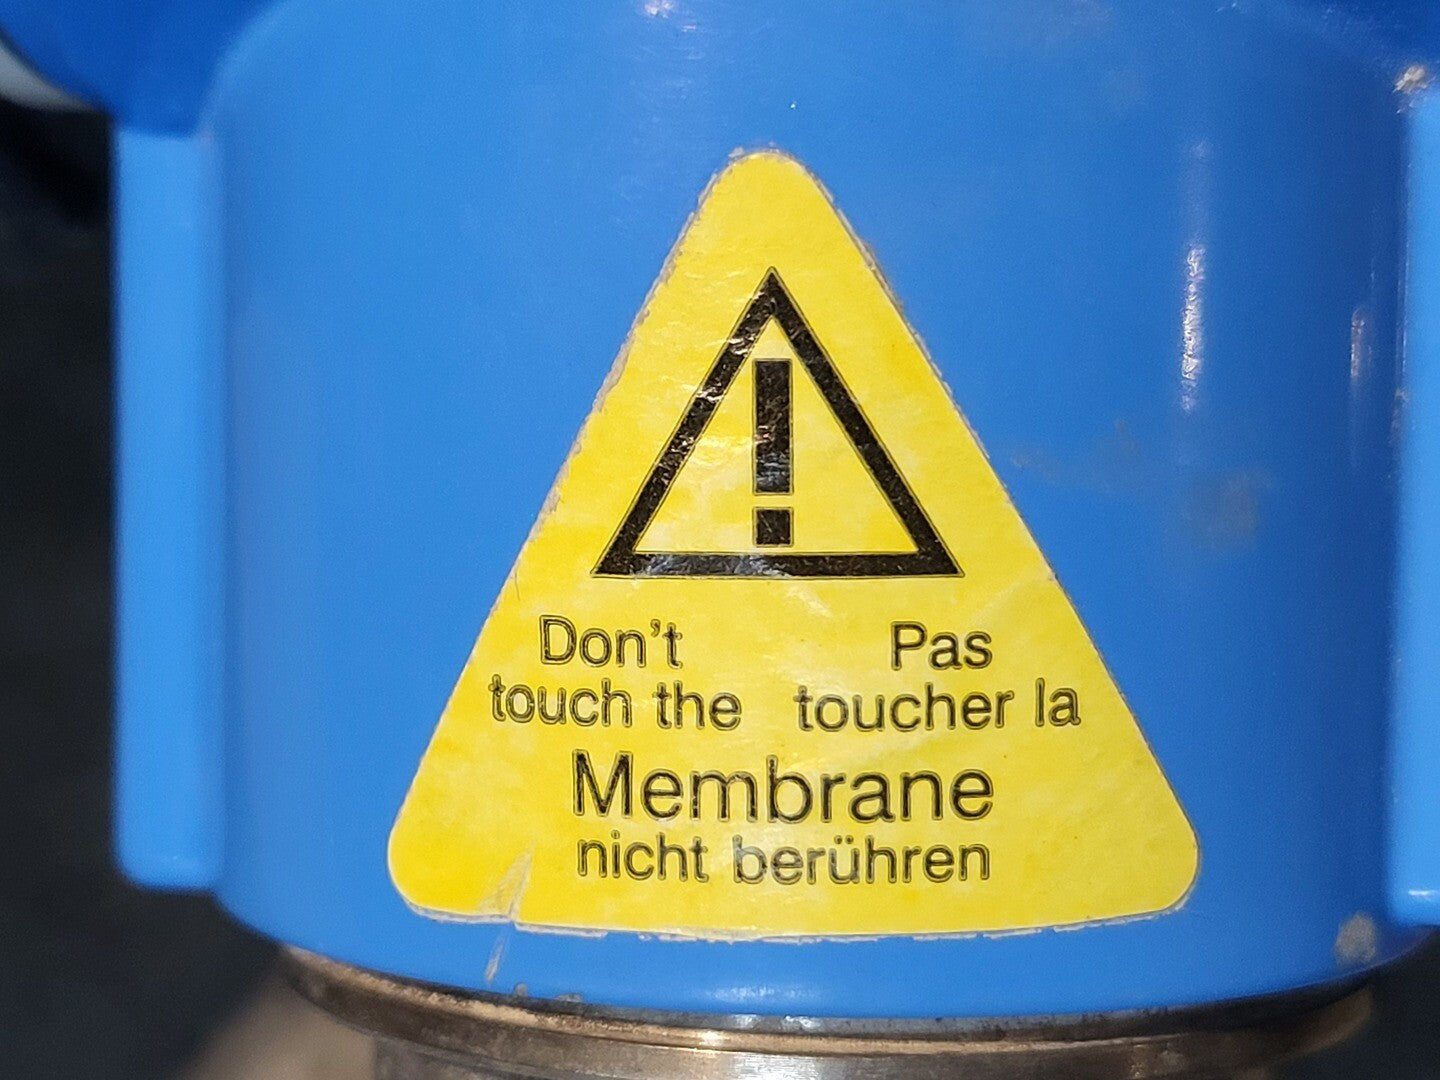 Don't
touch the
Pas
toucher la
Membrane
nicht berühren